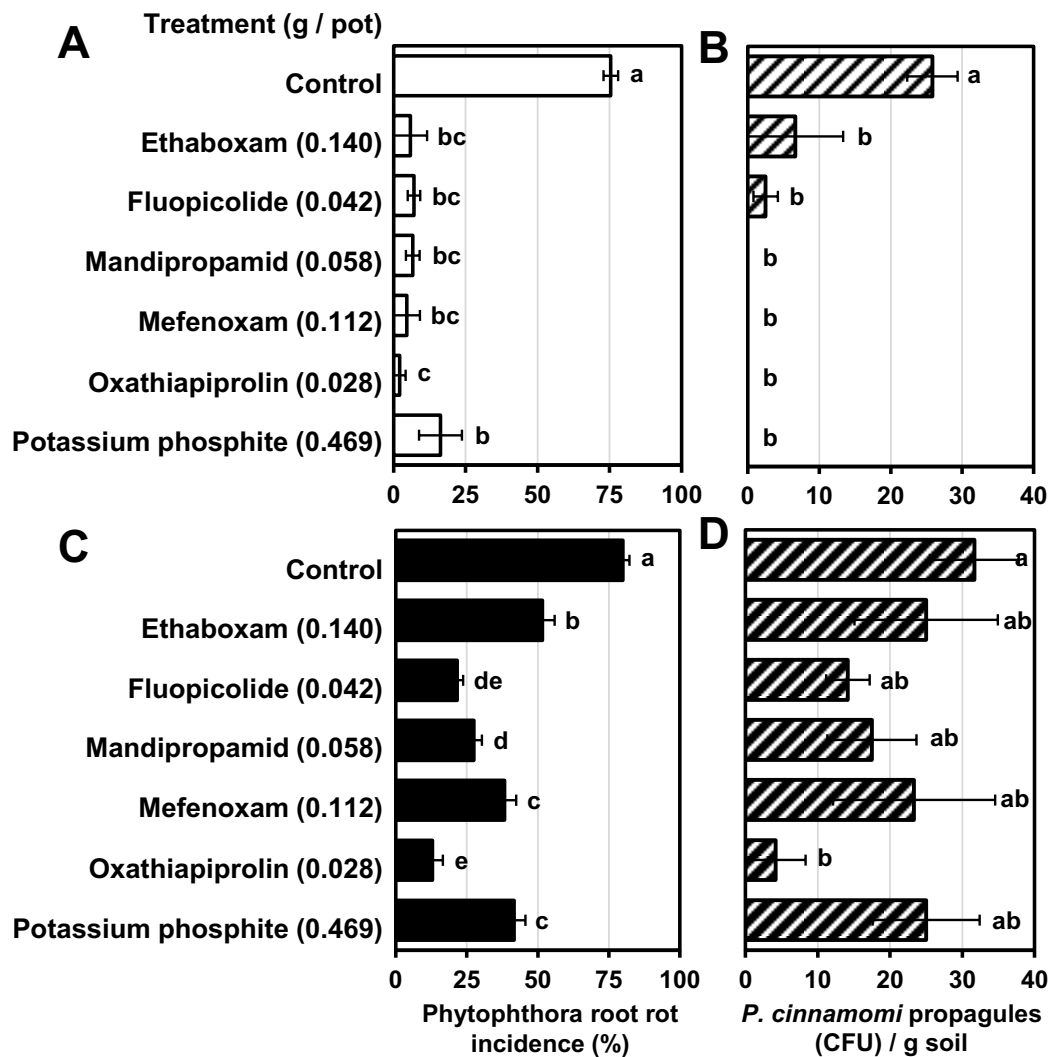 Treatment (g / pot)
A
B
Control
a
a
Ethaboxam (0.140)
bc
b
Fluopicolide (0.042)
bc
b
Mandipropamid (0.058)
bc
b
Mefenoxam (0.112)
bc
b
Oxathiapiprolin (0.028)
c
b
Potassium phosphite (0.469)
b
b
0 25 50 75 100
0 10 20 30 40
C
D
Control
a
a
Ethaboxam (0.140)
b
ab
Fluopicolide (0.042)
de
ab
Mandipropamid (0.058)
d
ab
Mefenoxam (0.112)
c
ab
Oxathiapiprolin (0.028)
e
b
Potassium phosphite (0.469)
c
ab
0 25 50 75 100
0 10 20 30 40
Phytophthora root rot
incidence (%)
P. cinnamomi propagules
(CFU) / g soil